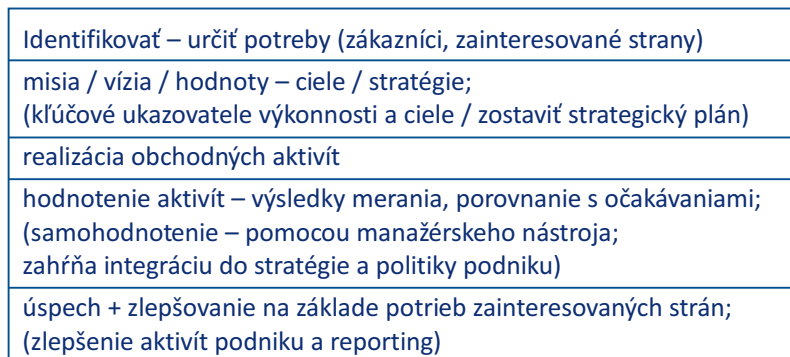 Identifikovať – určiť potreby (zákazníci, zainteresované strany)
misia / vízia / hodnoty – ciele / stratégie;
(kľúčové ukazovatele výkonnosti a ciele / zostaviť strategický plán)
realizácia obchodných aktivít
hodnotenie aktivít – výsledky merania, porovnanie s očakávaniami;
(samohodnotenie – pomocou manažérskeho nástroja;
zahŕňa integráciu do stratégie a politiky podniku)
úspech + zlepšovanie na základe potrieb zainteresovaných strán;
(zlepšenie aktivít podniku a reporting)